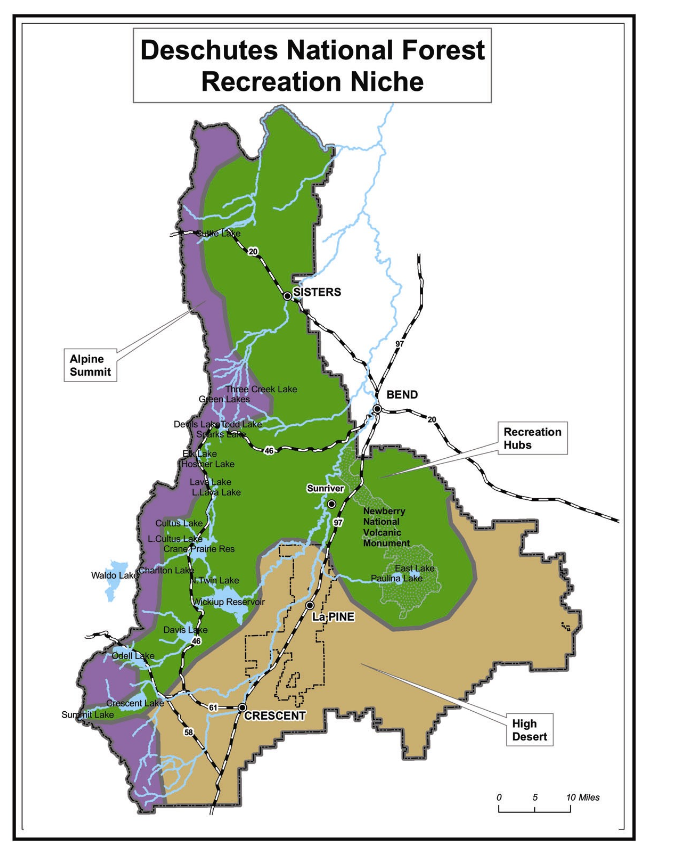 Deschutes National Forest
Recreation Niche
Suttle Lake
20
SISTERS
97
Alpine
Summit
Three Creek Lake
Green Lakes
BEND
20
Devils Lake
Todd Lake
Sparks Lake
Recreation
Hubs
46
Elk Lake
Hosmer Lake
Lava Lake
L.Lava Lake
Sunriver
Newberry
National
Volcanic
Monument
97
Cultus Lake
L.Cultus Lake
Crane Prairie Res
Waldo Lake
Charlton Lake
East Lake
Paulina Lake
N.Twin Lake
Wickiup Reservoir
La PINE
Davis Lake
46
Odell Lake
Crescent Lake
61
Summit Lake
CRESCENT
58
High
Desert
0 5 10 Miles